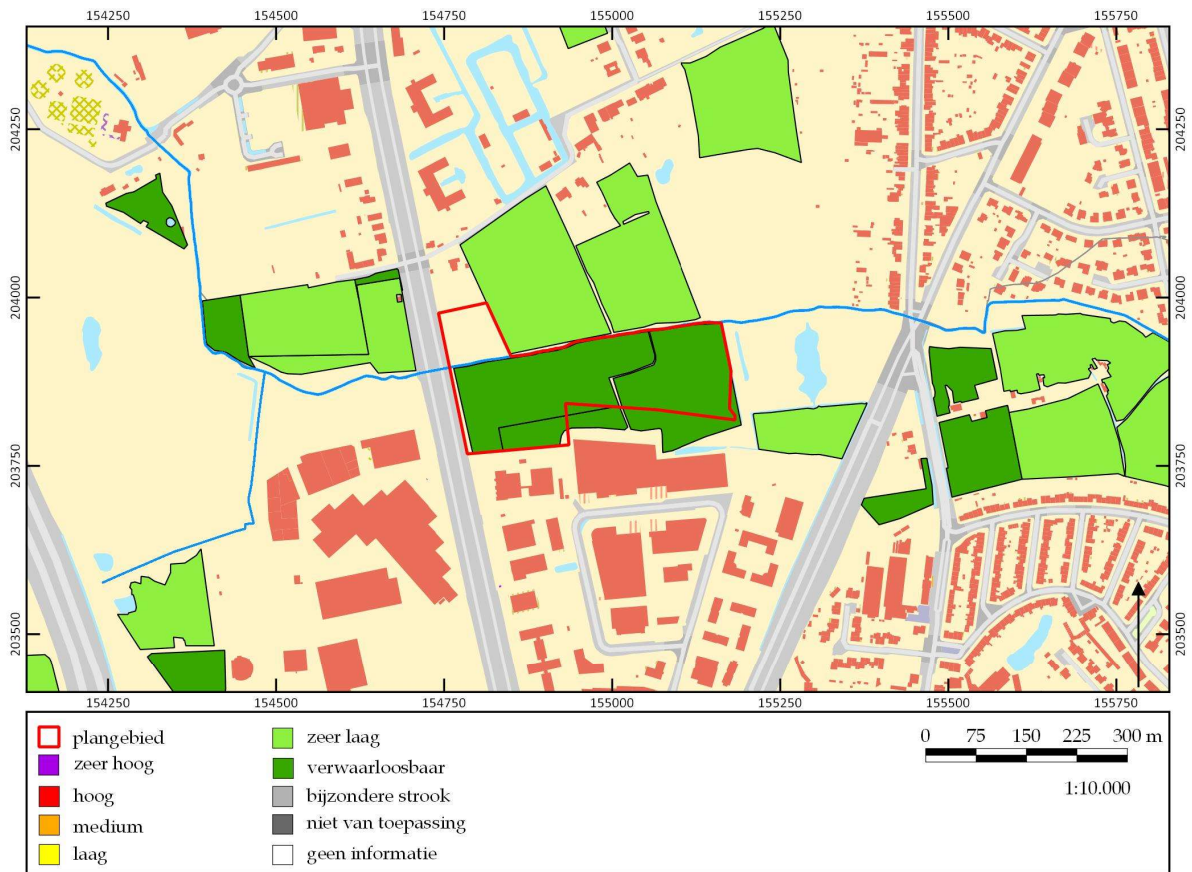 154250 154500 154750 155000 155250 155500 155750
204250 204250
204000 204000
203750 203750
203500 203500
154250 154500 154750 155000 155250 155500 155750
plangebied
zeer hoog
hoog
medium
laag
zeer laag
verwaarloosbaar
bijzondere strook
niet van toepassing
geen informatie
0 75 150 225 300 m
1:10.000